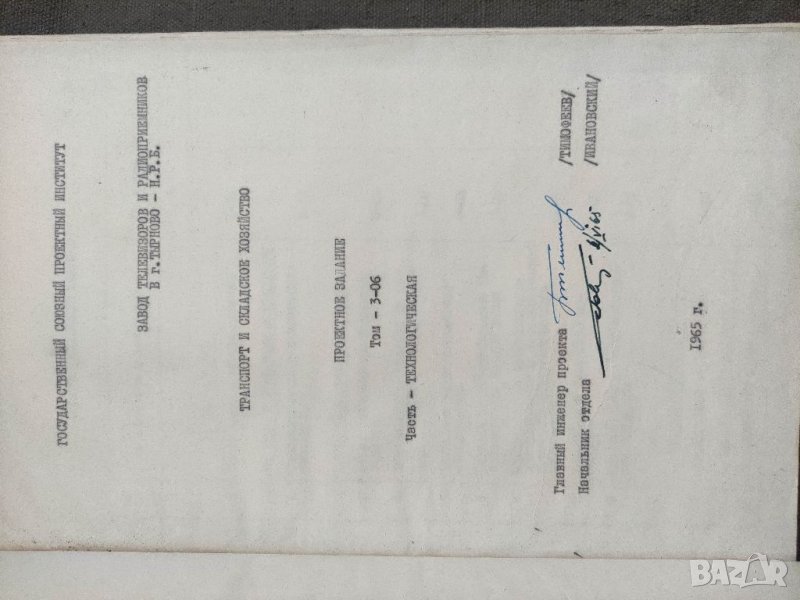 ГОСУДАРСТВЕННЫЙ СОЮЗНЫЙ ПРОЕКТНЫЙ ИНСТИТУТ
ЗАВОД ТЕЛЕВИЗОРОВ И РАДИОПРИЕМНИКОВ
В г.ТЫРНОВО – Н.Р.Б.
ТРАНСПОРТ И СКЛАДСКОЕ ХОЗЯЙСТВО
ПРОЕКТНОЕ ЗАДАНИЕ
Том – 3-06
Часть – ТЕХНОЛОГИЧЕСКАЯ
Главный инженер проекта /ТИМОФЕЕВ/
Начальник отдела /ИВАНОВСКИЙ/
1965 г.
BAZAR